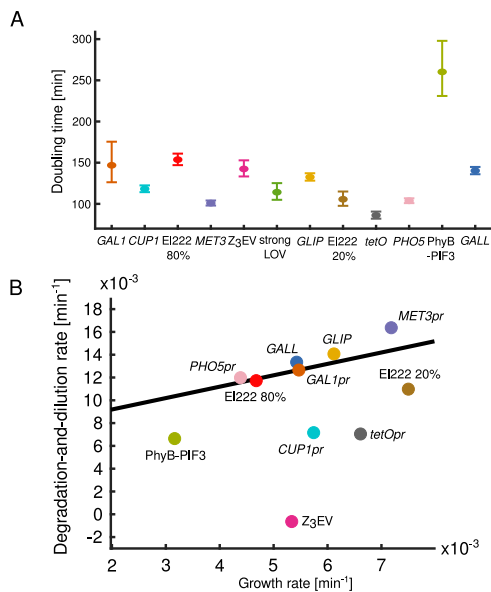 A
Doubling time [min]
300
250
200
150
100
GAL1 CUP1 El222 MET3 Z₃EV strong GLIP El222 tetO PHO5 PhyB GALL
80% LOV 20% -PIF3
B
×10⁻³
Degradation-and-dilution rate [min⁻¹]
18
16
14
12
10
8
6
4
2
0
-2
MET3pr
GLIP
GALL
PHO5pr
GAL1pr
El222 20%
El222 80%
PhyB-PIF3
CUP1pr
tetOpr
Z₃EV
2 3 4 5 6 7
×10⁻³
Growth rate [min⁻¹]